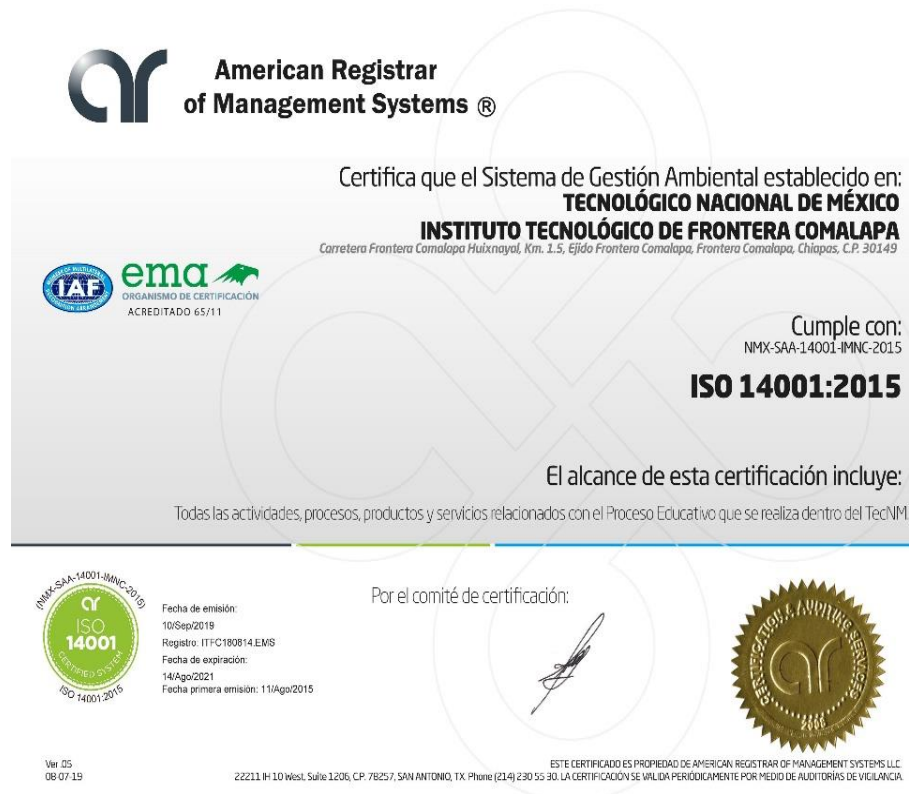 ar
American Registrar
of Management Systems ®
Certifica que el Sistema de Gestión Ambiental establecido en:
TECNOLÓGICO NACIONAL DE MÉXICO
INSTITUTO TECNOLÓGICO DE FRONTERA COMALAPA
Carretera Frontera Comalapa Huixnayal, Km. 1.5, Ejido Frontera Comalapa, Frontera Comalapa, Chiapas, C.P. 30149
IAF
ema
ORGANISMO DE CERTIFICACIÓN
ACREDITADO 65/11
Cumple con:
NMX-SAA-14001-IMNC-2015
ISO 14001:2015
El alcance de esta certificación incluye:
Todas las actividades, procesos, productos y servicios relacionados con el Proceso Educativo que se realiza dentro del TecNM.
(NMX-SAA-14001-IMNC-2015)
ar
ISO
14001
CERTIFIED SYSTEM
ISO 14001:2015
Fecha de emisión:
10/Sep/2019
Registro: ITFC180814.EMS
Fecha de expiración:
14/Ago/2021
Fecha primera emisión: 11/Ago/2015
Por el comité de certificación:
CERTIFICATION & AUDITING SERVICES
ar
2008
Ver .05
08-07-19
ESTE CERTIFICADO ES PROPIEDAD DE AMERICAN REGISTRAR OF MANAGEMENT SYSTEMS LLC.
22211 IH 10 West, Suite 1206, C.P. 78257, SAN ANTONIO, TX. Phone (214) 230 55 30. LA CERTIFICACIÓN SE VALIDA PERIÓDICAMENTE POR MEDIO DE AUDITORÍAS DE VIGILANCIA.